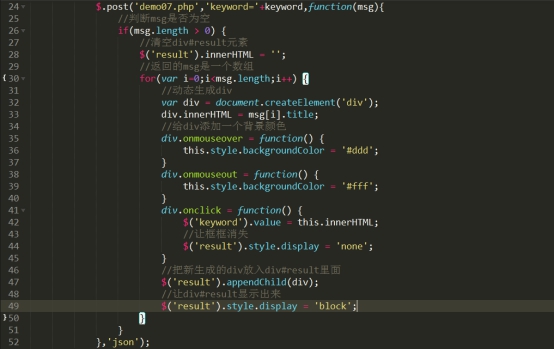 24 $.post('demo07.php','keyword='+keyword,function(msg){
25 //判断msg是否为空
26 if(msg.length > 0) {
27 //清空div#result元素
28 $('result').innerHTML = '';
29 //返回的msg是一个数组
30 for(var i=0;i<msg.length;i++) {
31 //动态生成div
32 var div = document.createElement('div');
33 div.innerHTML = msg[i].title;
34 //给div添加一个背景颜色
35 div.onmouseover = function() {
36 this.style.backgroundColor = '#ddd';
37 }
38 div.onmouseout = function() {
39 this.style.backgroundColor = '#fff';
40 }
41 div.onclick = function() {
42 $('keyword').value = this.innerHTML;
43 //让框框消失
44 $('result').style.display = 'none';
45 }
46 //把新生成的div放入div#result里面
47 $('result').appendChild(div);
48 //让div#result显示出来
49 $('result').style.display = 'block';
50 }
51 }
52 },'json');